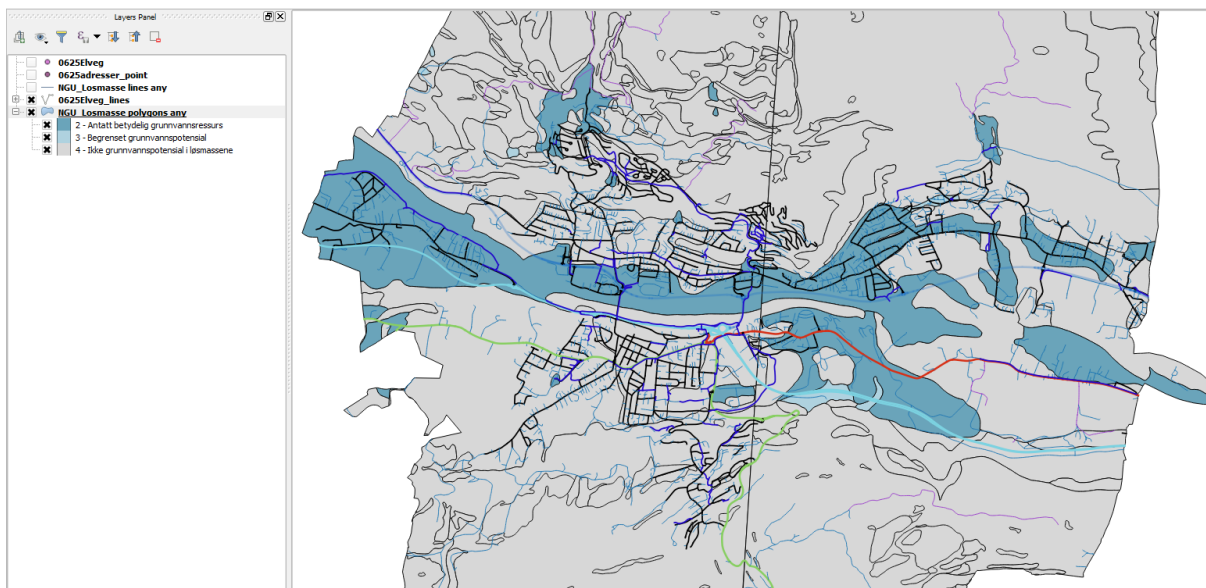 Layers Panel
0625Elveg
0625adresser_point
NGU_Losmasse lines any
0625Elveg_lines
NGU_Losmasse polygons any
2 - Antatt betydelig grunnvannsressurs
3 - Begrenset grunnvannspotensial
4 - Ikke grunnvannspotensial i løsmassene